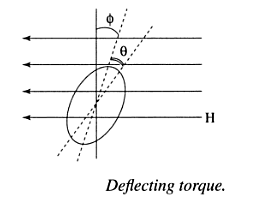 ϕ
θ
H
Deflecting torque.